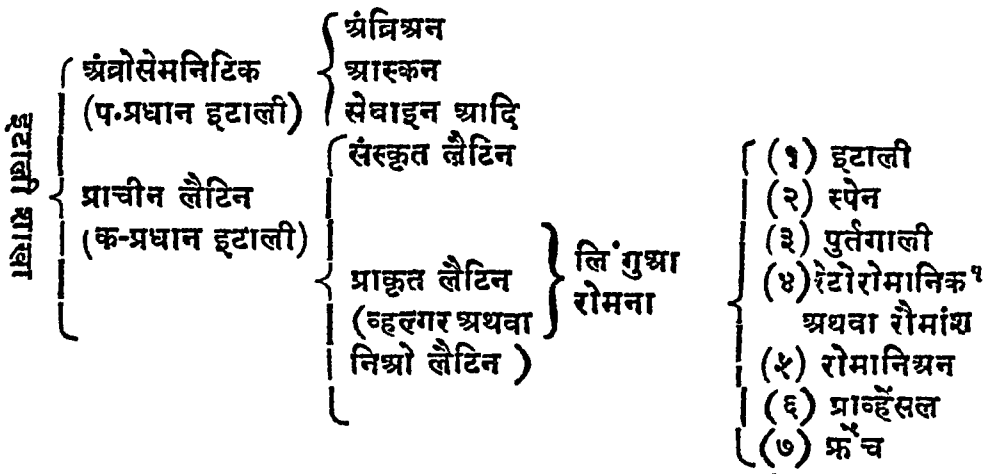 इटाली शाखा
अंब्रोसेमनिटिक
(प-प्रधान इटाली)
अंब्रिअन
आस्कन
सेबाइन आदि
प्राचीन लैटिन
(क-प्रधान इटाली)
संस्कृत लैटिन
प्राकृत लैटिन
(व्हल्गर अथवा
निओ लैटिन )
लिंगुआ
रोमना
(१) इटाली
(२) स्पेन
(३) पुर्तगाली
(४) रेटोरोमानिक१
अथवा रौमांश
(५) रोमानिअन
(६) प्राव्हेंसल
(७) फ्रेंच